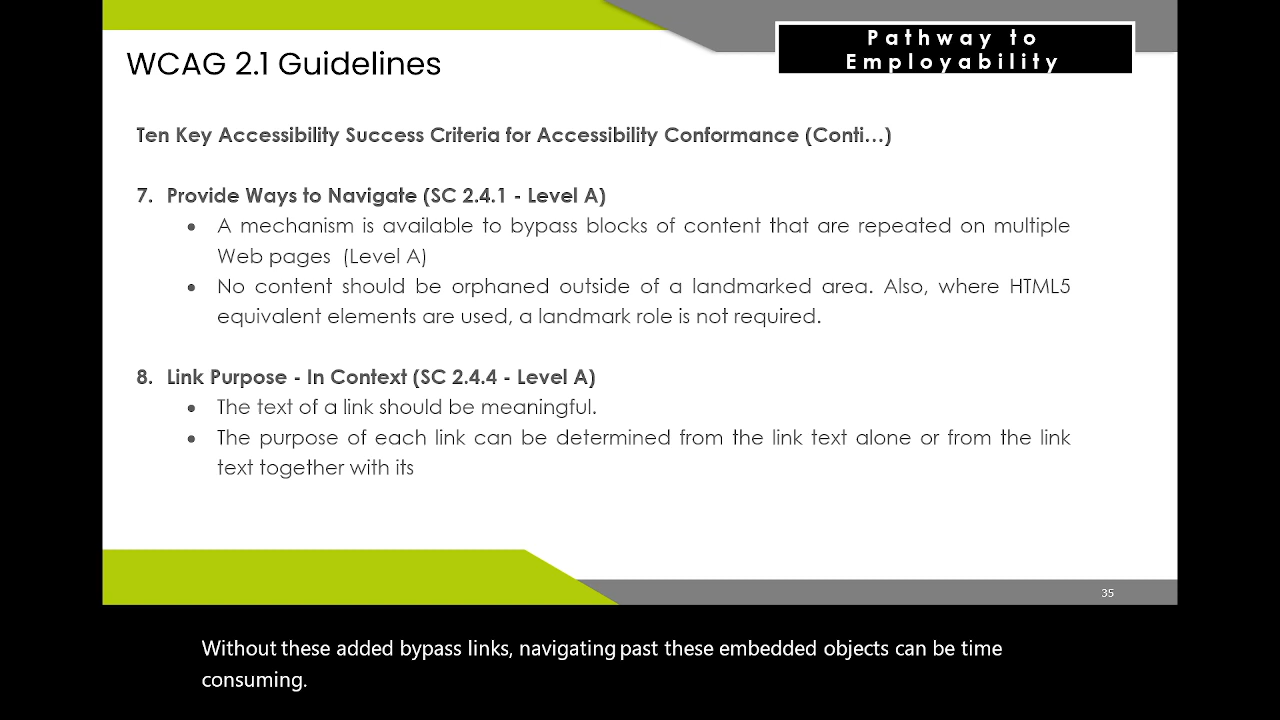 Pathway to
Employability
WCAG 2.1 Guidelines
Ten Key Accessibility Success Criteria for Accessibility Conformance (Conti...)
7. Provide Ways to Navigate (SC 2.4.1 - Level A)
• A mechanism is available to bypass blocks of content that are repeated on multiple
Web pages (Level A)
• No content should be orphaned outside of a landmarked area. Also, where HTML5
equivalent elements are used, a landmark role is not required.
8. Link Purpose - In Context (SC 2.4.4 - Level A)
• The text of a link should be meaningful.
• The purpose of each link can be determined from the link text alone or from the link
text together with its
35
Without these added bypass links, navigating past these embedded objects can be time
consuming.